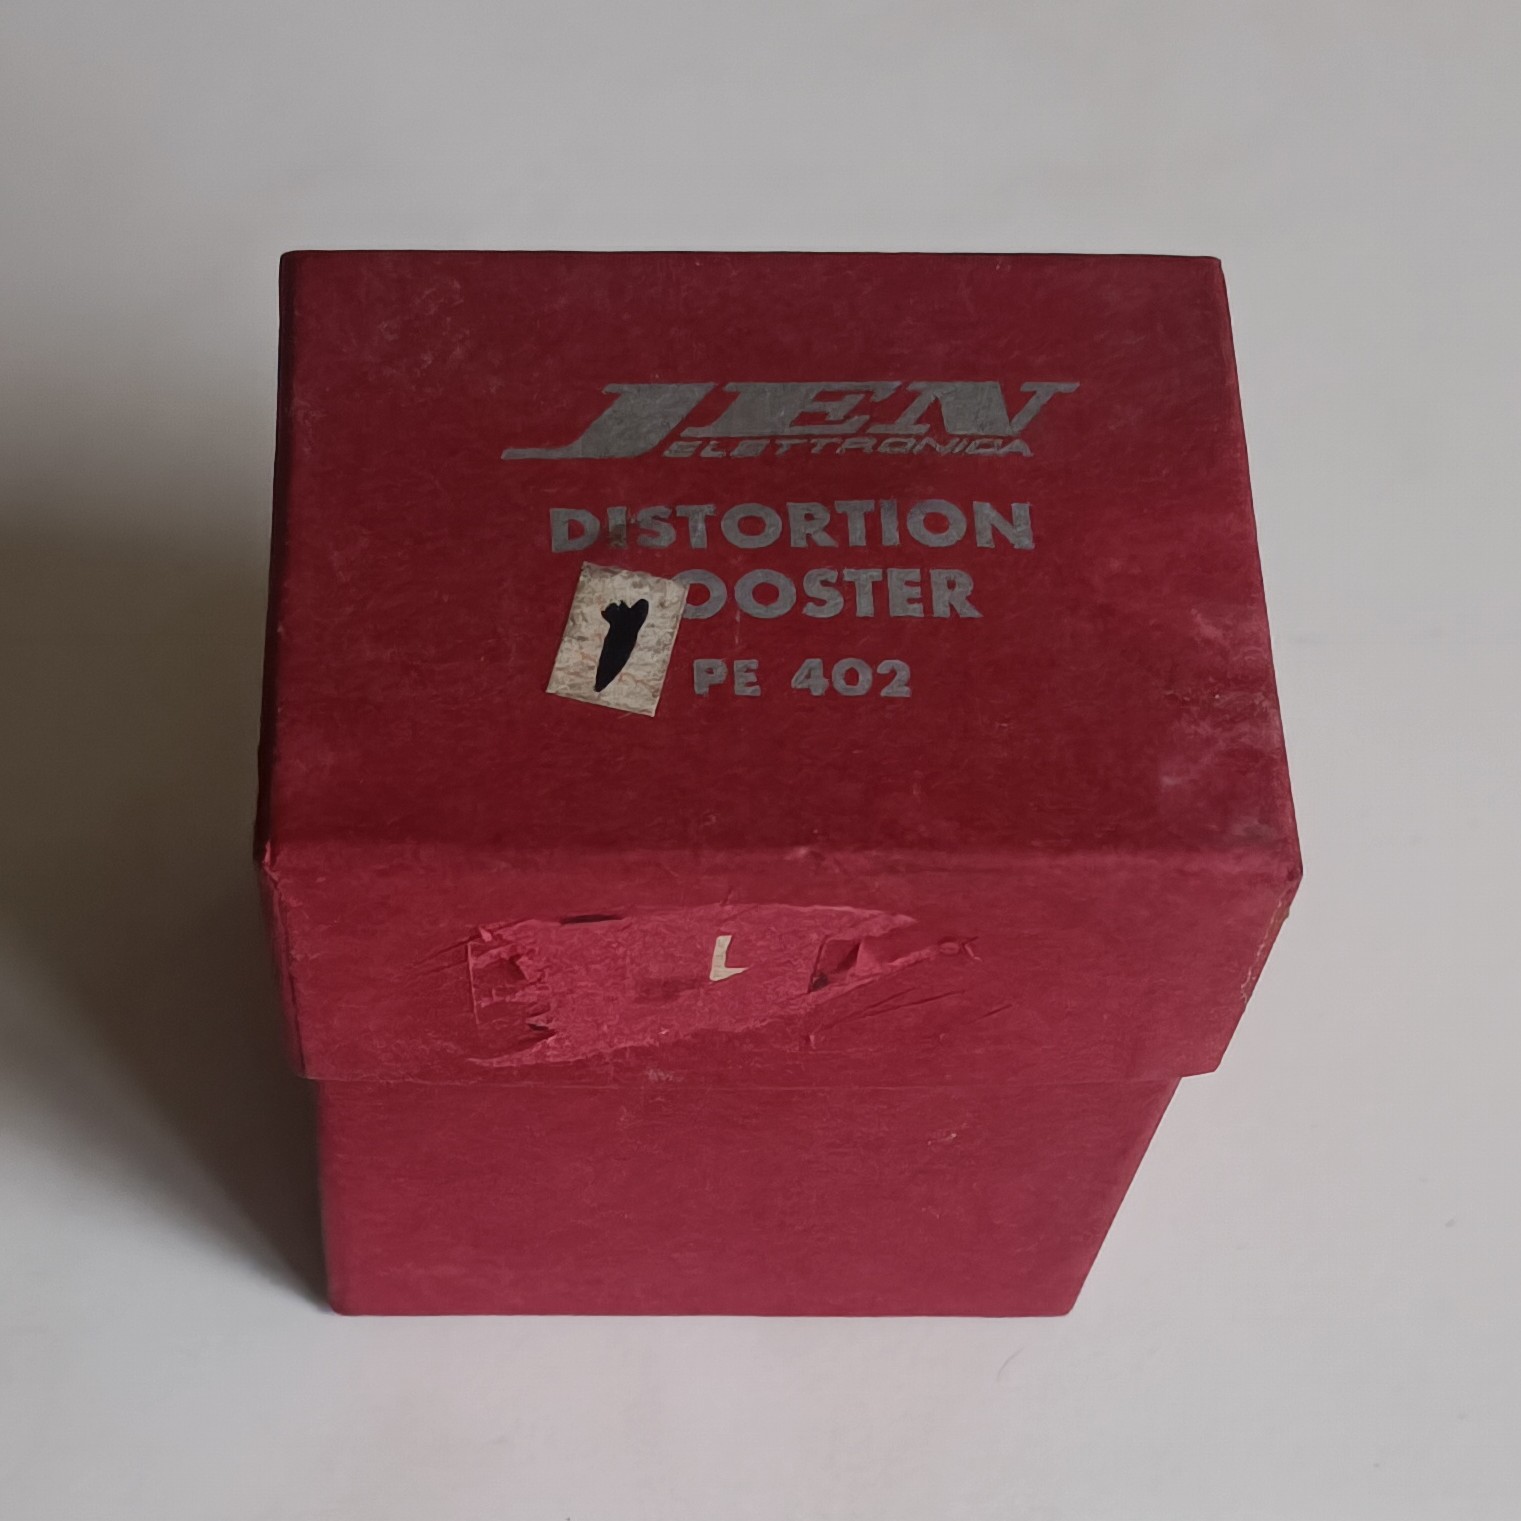 JEN
ELETTRONICA
DISTORTION
OOSTER
PE 402
L